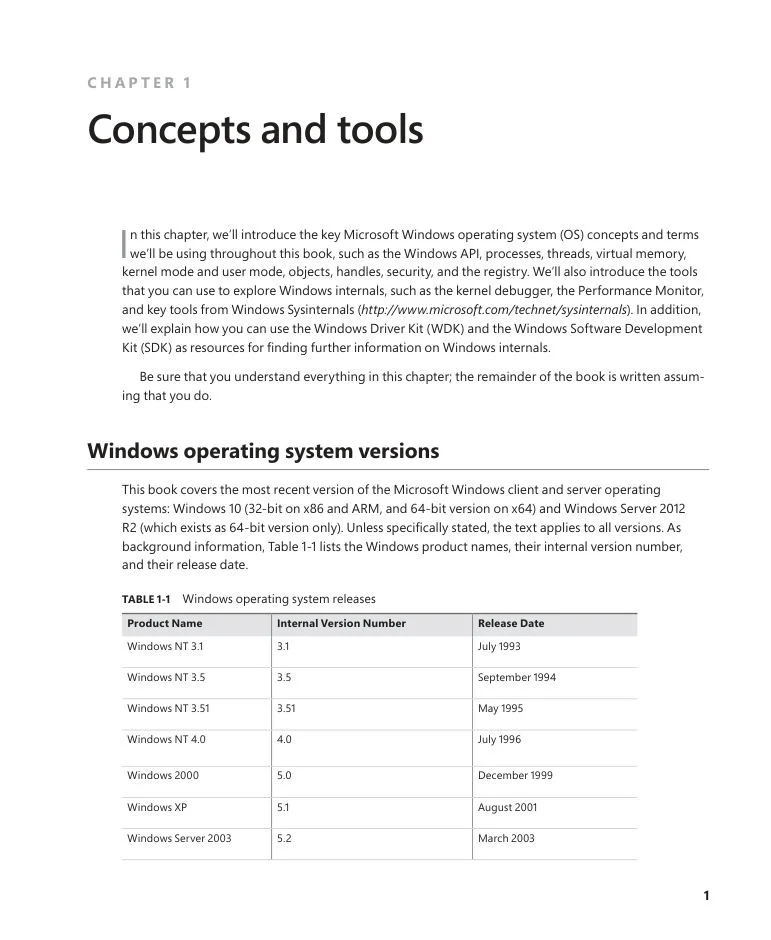 CHAPTER 1
Concepts and tools
In this chapter, we'll introduce the key Microsoft Windows operating system (OS) concepts and terms
we'll be using throughout this book, such as the Windows API, processes, threads, virtual memory,
kernel mode and user mode, objects, handles, security, and the registry. We'll also introduce the tools
that you can use to explore Windows internals, such as the kernel debugger, the Performance Monitor,
and key tools from Windows Sysinternals (http://www.microsoft.com/technet/sysinternals). In addition,
we'll explain how you can use the Windows Driver Kit (WDK) and the Windows Software Development
Kit (SDK) as resources for finding further information on Windows internals.
Be sure that you understand everything in this chapter; the remainder of the book is written assum-
ing that you do.
Windows operating system versions
This book covers the most recent version of the Microsoft Windows client and server operating
systems: Windows 10 (32-bit on x86 and ARM, and 64-bit version on x64) and Windows Server 2012
R2 (which exists as 64-bit version only). Unless specifically stated, the text applies to all versions. As
background information, Table 1-1 lists the Windows product names, their internal version number,
and their release date.
TABLE 1-1 Windows operating system releases
Product Name Internal Version Number Release Date
Windows NT 3.1 3.1 July 1993
Windows NT 3.5 3.5 September 1994
Windows NT 3.51 3.51 May 1995
Windows NT 4.0 4.0 July 1996
Windows 2000 5.0 December 1999
Windows XP 5.1 August 2001
Windows Server 2003 5.2 March 2003
1